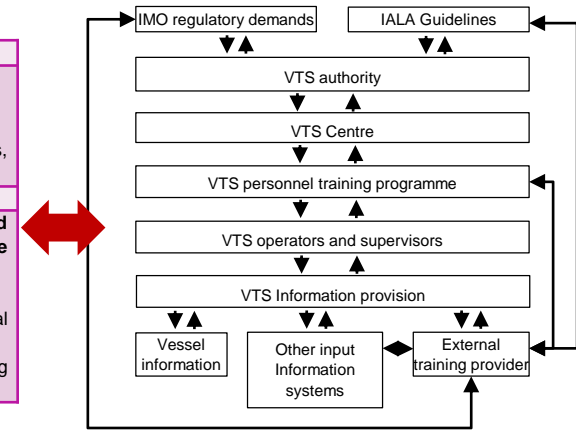 IMO regulatory demands
IALA Guidelines
VTS authority
VTS Centre
VTS personnel training programme
VTS operators and supervisors
VTS Information provision
Vessel
information
Other input
Information
systems
External
training provider